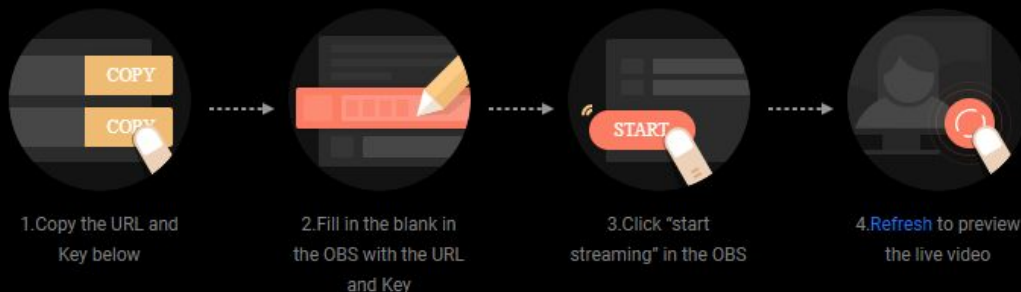 COPY
COPY
START
1.Copy the URL and
Key below
2.Fill in the blank in
the OBS with the URL
and Key
3.Click “start
streaming” in the OBS
4.Refresh to preview
the live video